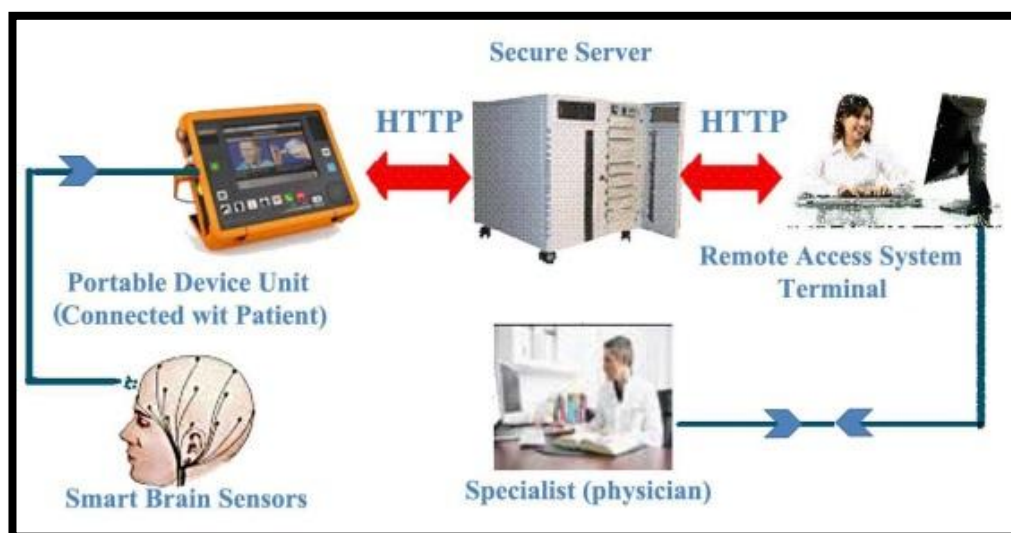 Secure Server
HTTP
HTTP
Portable Device Unit
(Connected wit Patient)
Remote Access System
Terminal
Smart Brain Sensors
Specialist (physician)